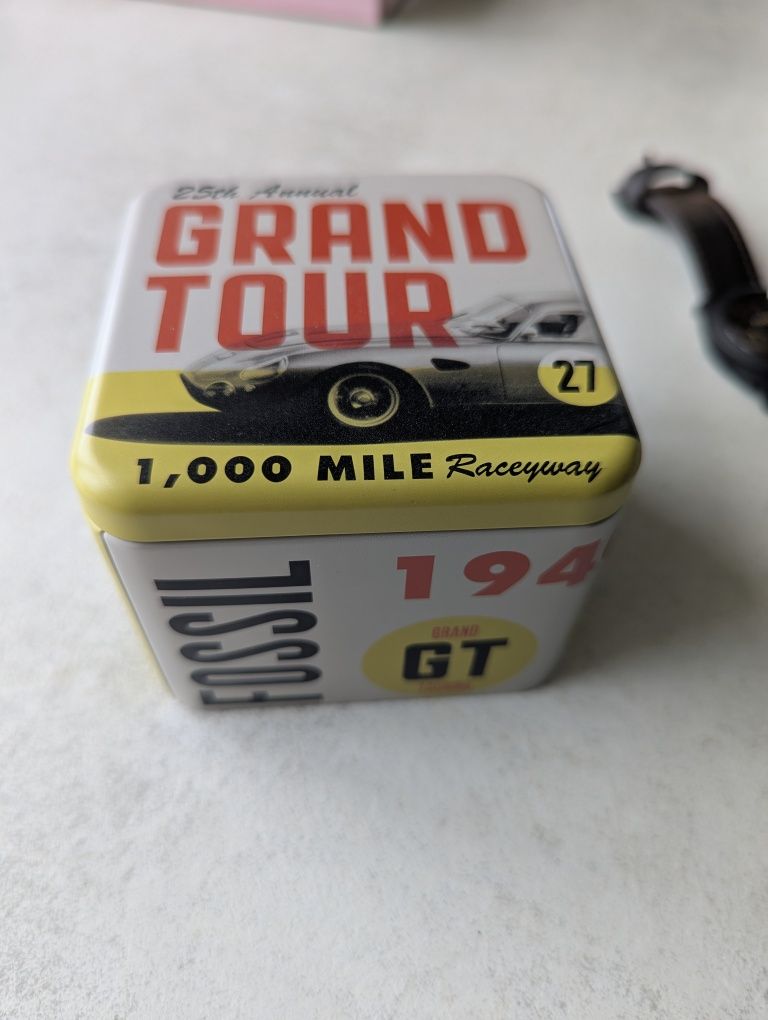 25th Annual
GRAND
TOUR
27
1,000 MILE Raceyway
FOSSIL
194
GRAND
GT